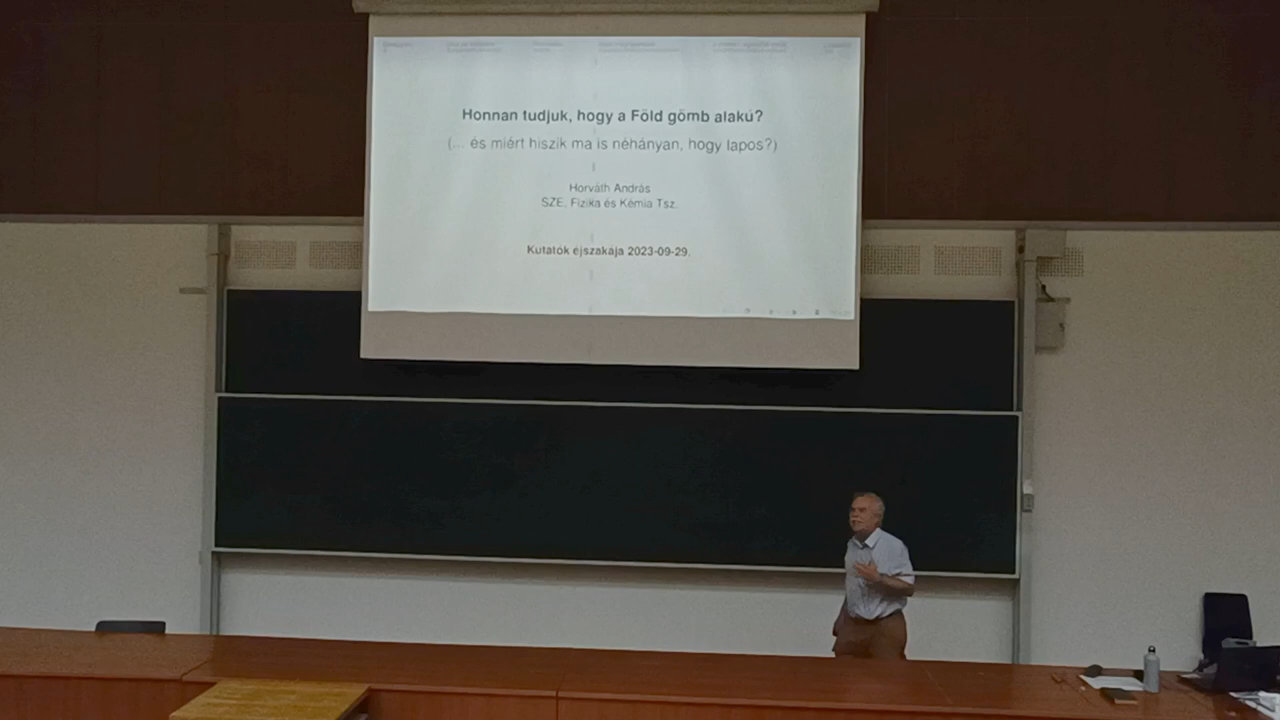 Honnan tudjuk, hogy a Föld gömb alakú?
(... és miért hiszik ma is néhányan, hogy lapos?)
Horváth András
SZE, Fizika és Kémia Tsz.
Kutatók éjszakája 2023-09-29.